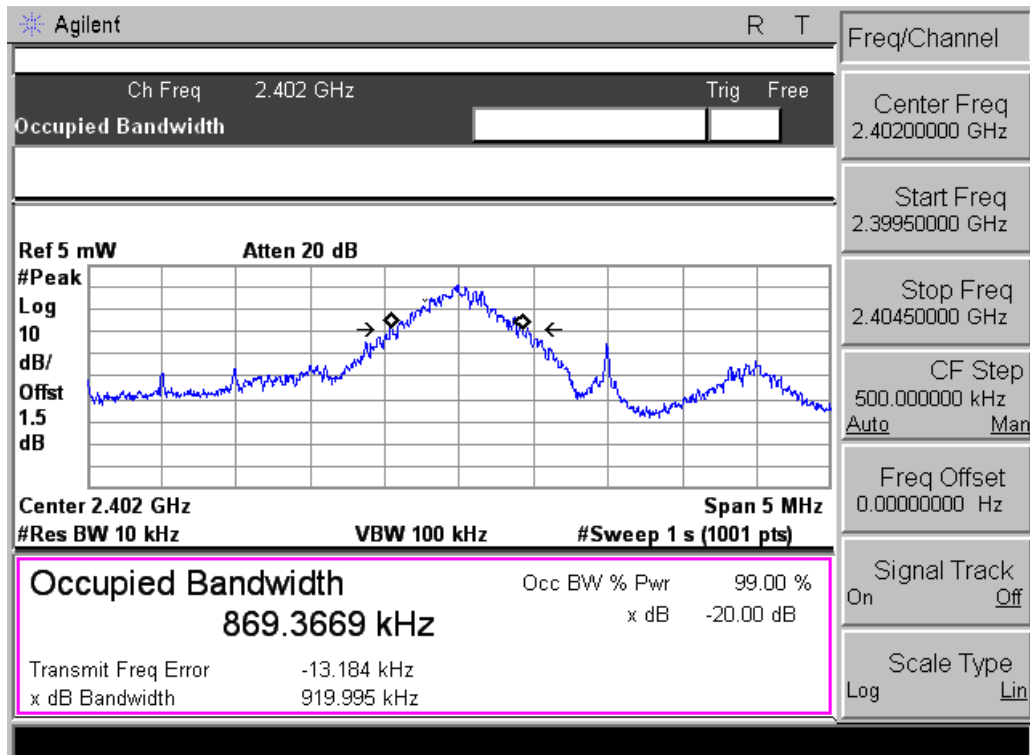 Agilent R T
Ch Freq 2.402 GHz Trig Free
Occupied Bandwidth
Ref 5 mW Atten 20 dB
#Peak
Log
10
dB/
Offst
1.5
dB
Center 2.402 GHz Span 5 MHz
#Res BW 10 kHz VBW 100 kHz #Sweep 1 s (1001 pts)
Occupied Bandwidth
869.3669 kHz
Occ BW % Pwr 99.00 %
x dB -20.00 dB
Transmit Freq Error -13.184 kHz
x dB Bandwidth 919.995 kHz
Freq/Channel
Center Freq
2.40200000 GHz
Start Freq
2.39950000 GHz
Stop Freq
2.40450000 GHz
CF Step
500.000000 kHz
Auto Man
Freq Offset
0.00000000 Hz
Signal Track
On Off
Scale Type
Log Lin